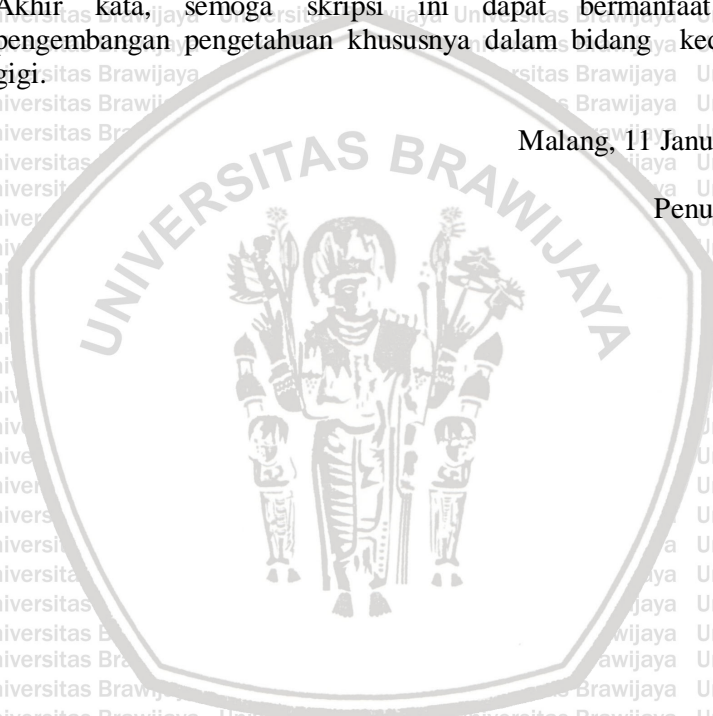 Akhir kata, semoga skripsi ini dapat bermanfaat
pengembangan pengetahuan khususnya dalam bidang ked
gigi.
Malang, 11 Janu
Penu
UNIVERSITAS BRAWIJAYA